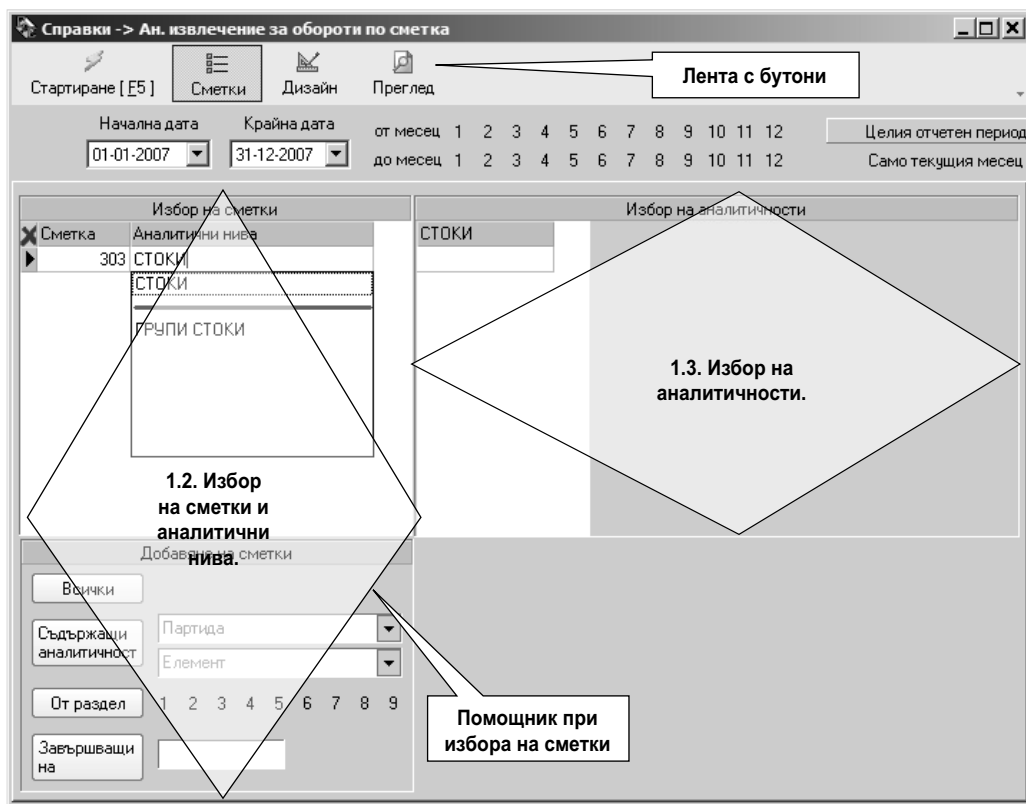 Справки -> Ан. извлечение за обороти по сметка
Стартиране [ F5 ] Сметки Дизайн Преглед
Лента с бутони
Начална дата Крайна дата
01-01-2007 31-12-2007
от месец 1 2 3 4 5 6 7 8 9 10 11 12 Целия отчетен период
до месец 1 2 3 4 5 6 7 8 9 10 11 12 Само текущия месец
Избор на сметки Избор на аналитичности
Сметка Аналитични нива СТОКИ
303 СТОКИ
СТОКИ
ГРУПИ СТОКИ
1.3. Избор на
аналитичности.
1.2. Избор
на сметки и
аналитични
нива.
Добавяне на сметки
Всички
Съдържащи
аналитичност
Партида
Елемент
От раздел 1 2 3 4 5 6 7 8 9
Завършващи
на
Помощник при
избора на сметки